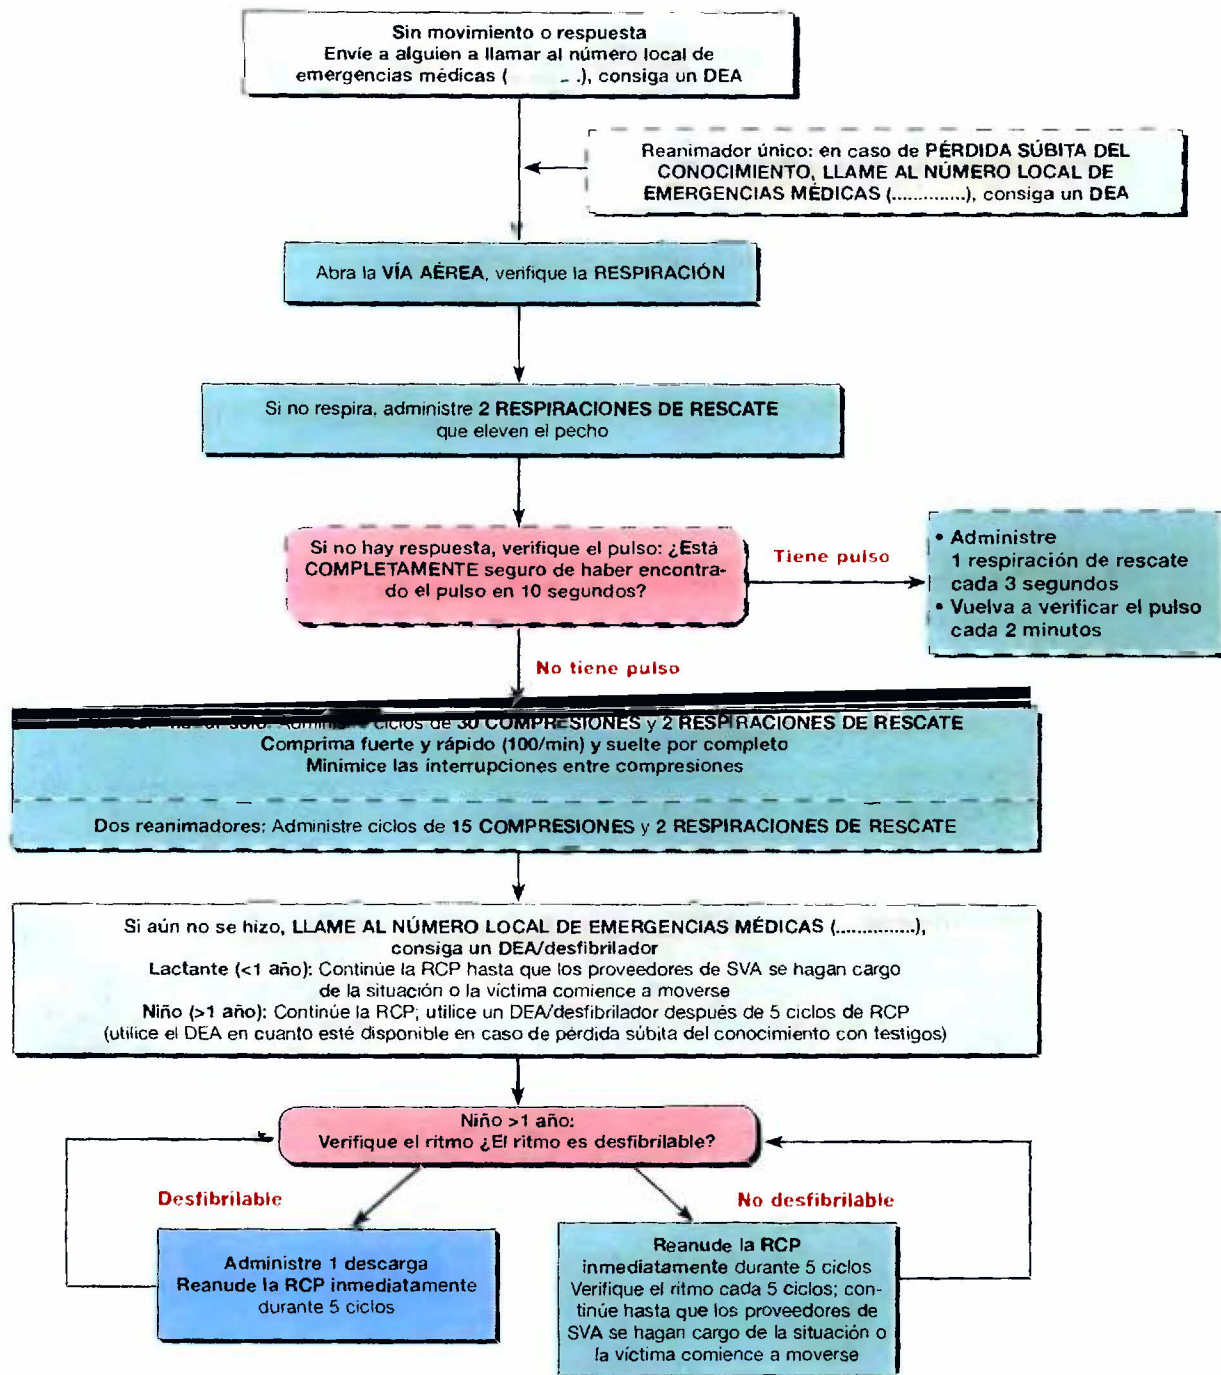 Sin movimiento o respuesta
Envíe a alguien a llamar al número local de
emergencias médicas ( ), consiga un DEA
Reanimador único: en caso de PÉRDIDA SÚBITA DEL
CONOCIMIENTO, LLAME AL NÚMERO LOCAL DE
EMERGENCIAS MÉDICAS (..............), consiga un DEA
Abra la VÍA AÉREA, verifique la RESPIRACIÓN
Si no respira, administre 2 RESPIRACIONES DE RESCATE
que eleven el pecho
Si no hay respuesta, verifique el pulso: ¿Está
COMPLETAMENTE seguro de haber encontra-
do el pulso en 10 segundos?
Tiene pulso
• Administre
1 respiración de rescate
cada 3 segundos
• Vuelva a verificar el pulso
cada 2 minutos
No tiene pulso
ciclos de 30 COMPRESIONES y 2 RESPIRACIONES DE RESCATE
Comprima fuerte y rápido (100/min) y suelte por completo
Minimice las interrupciones entre compresiones
Dos reanimadores: Administre ciclos de 15 COMPRESIONES y 2 RESPIRACIONES DE RESCATE
Si aún no se hizo, LLAME AL NÚMERO LOCAL DE EMERGENCIAS MÉDICAS (...............),
consiga un DEA/desfibrilador
Lactante (<1 año): Continúe la RCP hasta que los proveedores de SVA se hagan cargo
de la situación o la víctima comience a moverse
Niño (>1 año): Continúe la RCP; utilice un DEA/desfibrilador después de 5 ciclos de RCP
(utilice el DEA en cuanto esté disponible en caso de pérdida súbita del conocimiento con testigos)
Niño >1 año:
Verifique el ritmo ¿El ritmo es desfibrilable?
Desfibrilable
No desfibrilable
Administre 1 descarga
Reanude la RCP inmediatamente
durante 5 ciclos
Reanude la RCP
inmediatamente durante 5 ciclos
Verifique el ritmo cada 5 ciclos; con-
tinúe hasta que los proveedores de
SVA se hagan cargo de la situación o
la víctima comience a moverse